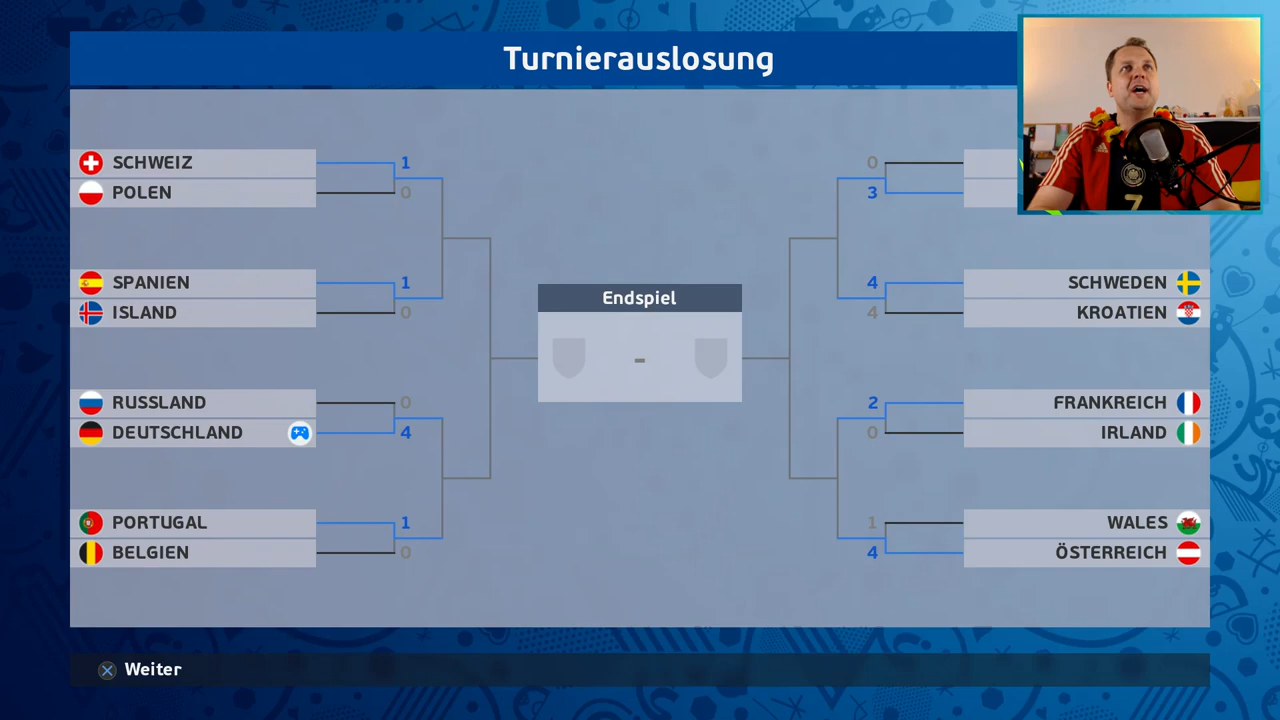 Turnierauslosung
SCHWEIZ 1
POLEN 0
SPANIEN 1
ISLAND 0
RUSSLAND 0
DEUTSCHLAND 4
PORTUGAL 1
BELGIEN 0
Endspiel
-
0
3
4 SCHWEDEN
4 KROATIEN
2 FRANKREICH
0 IRLAND
1 WALES
4 ÖSTERREICH
7
Weiter